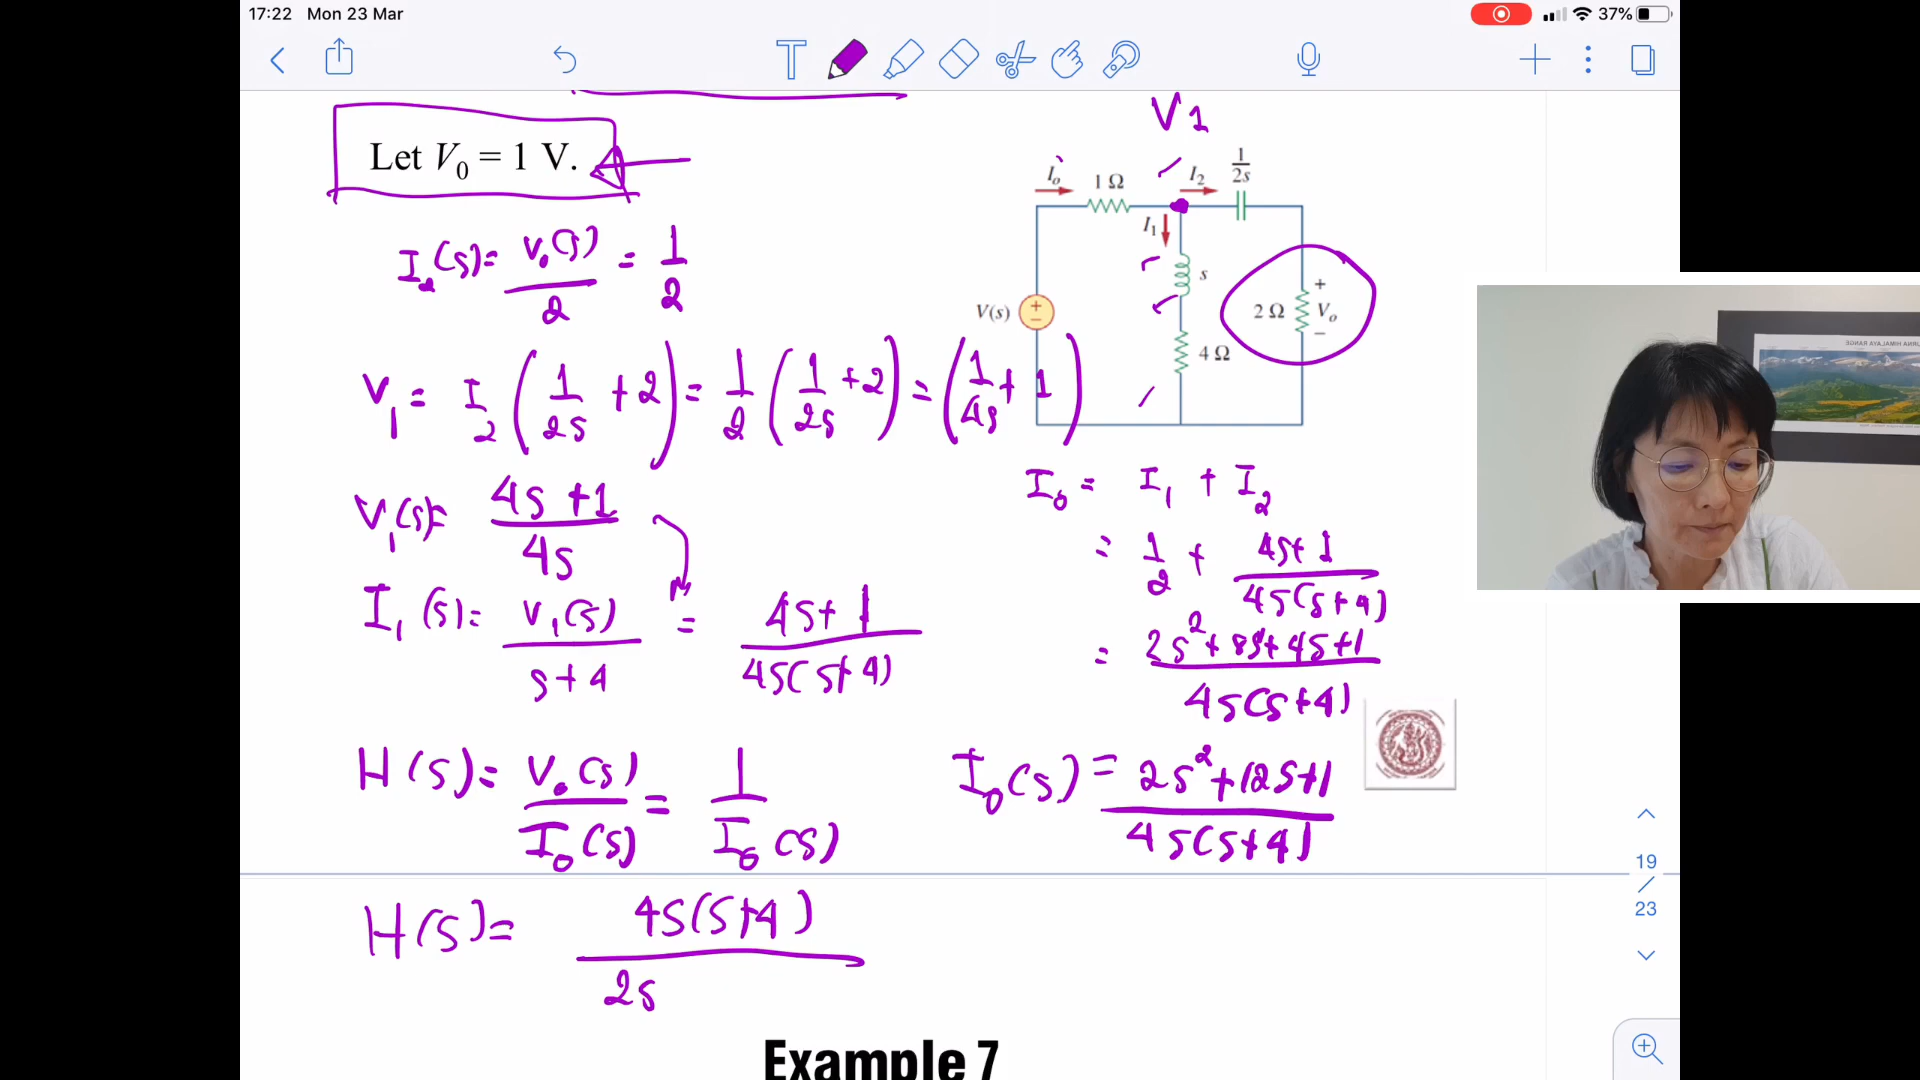 17:22 Mon 23 Mar
37%
Let V₀ = 1 V.
I₂(s) = V₀(s)/2 = 1/2
V₁ = I₂ (1/2s + 2) = 1/2 (1/2s + 2) = (1/4s + 1)
V₁(s) = (4s + 1)/4s
I₁(s) = V₁(s)/(s + 4) = (4s + 1)/(4s(s + 4))
H(s) = V₀(s)/I₀(s) = 1/I₀(s)
H(s) = 4s(s + 4)/2s
V1
Iₒ
1 Ω
I₂
1/2s
I₁
s
V(s)
+
−
4 Ω
2 Ω
+
Vₒ
−
I₀ = I₁ + I₂
= 1/2 + (4s + 1)/(4s(s + 4))
= (2s² + 8s + 4s + 1)/(4s(s + 4))
I₀(s) = (2s² + 12s + 1)/(4s(s + 4))
19
/
23
Example 7